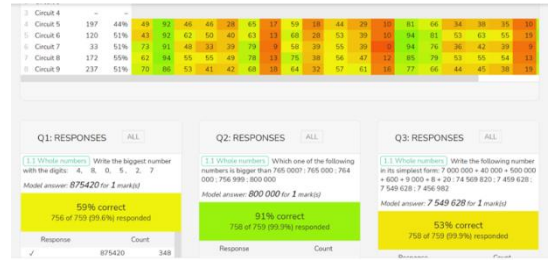 3 Circuit 4 - -
4 Circuit 5 197 44% 49 92 46 46 28 65 17 59 18 44 29 10 81 66 34 38 35 18
5 Circuit 6 120 51% 43 92 62 50 40 63 13 68 28 53 39 10 94 81 53 63 55 19
Circuit 7 33 51% 73 91 48 33 39 79 58 39 55 39 94 76 36 42 39 9
Circuit 8 172 55% 62 94 55 55 49 78 13 75 38 56 47 12 85 79 53 55 54 13
Circuit 9 237 51% 70 86 53 41 42 68 18 64 32 57 61 16 77 66 44 45 38 19
Q1: RESPONSES ALL
1.1 Whole numbers Write the biggest number
with the digits: 4, 8, 0, 5, 2, 7
Model answer: 875420 for 1 mark(s)
59% correct
756 of 759 (99.6%) responded
Response Count
✓ 875420 348
Q2: RESPONSES ALL
1.1 Whole numbers Which one of the following
numbers is bigger than 765 000? ; 765 000 ; 764
000 ; 756 999 ; 800 000
Model answer: 800 000 for 1 mark(s)
91% correct
758 of 759 (99.9%) responded
Response Count
Q3: RESPONSES ALL
1.1 Whole numbers Write the following number
in its simplest form: 7 000 000 + 40 000 + 500 000
+ 600 + 9 000 + 8 + 20 : 74 569 820 ; 7 459 628 ;
7 549 628 ; 7 456 982
Model answer: 7 549 628 for 1 mark(s)
53% correct
758 of 759 (99.9%) responded